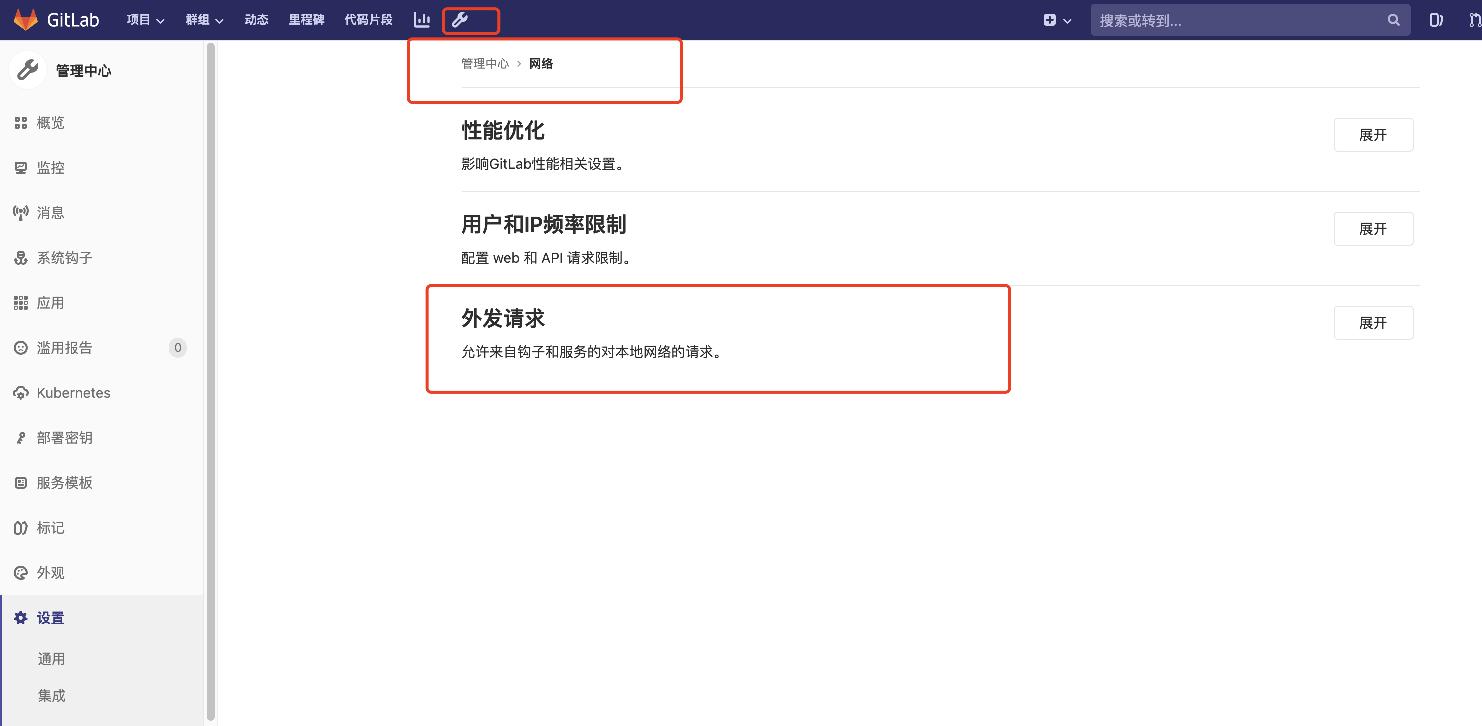 GitLab 项目 群组 动态 里程碑 代码片段 搜索或转到...
管理中心
概览
监控
消息
系统钩子
应用
滥用报告 0
Kubernetes
部署密钥
服务模板
标记
外观
设置
通用
集成
管理中心 › 网络
性能优化
展开
影响GitLab性能相关设置。
用户和IP频率限制
展开
配置 web 和 API 请求限制。
外发请求
展开
允许来自钩子和服务的对本地网络的请求。